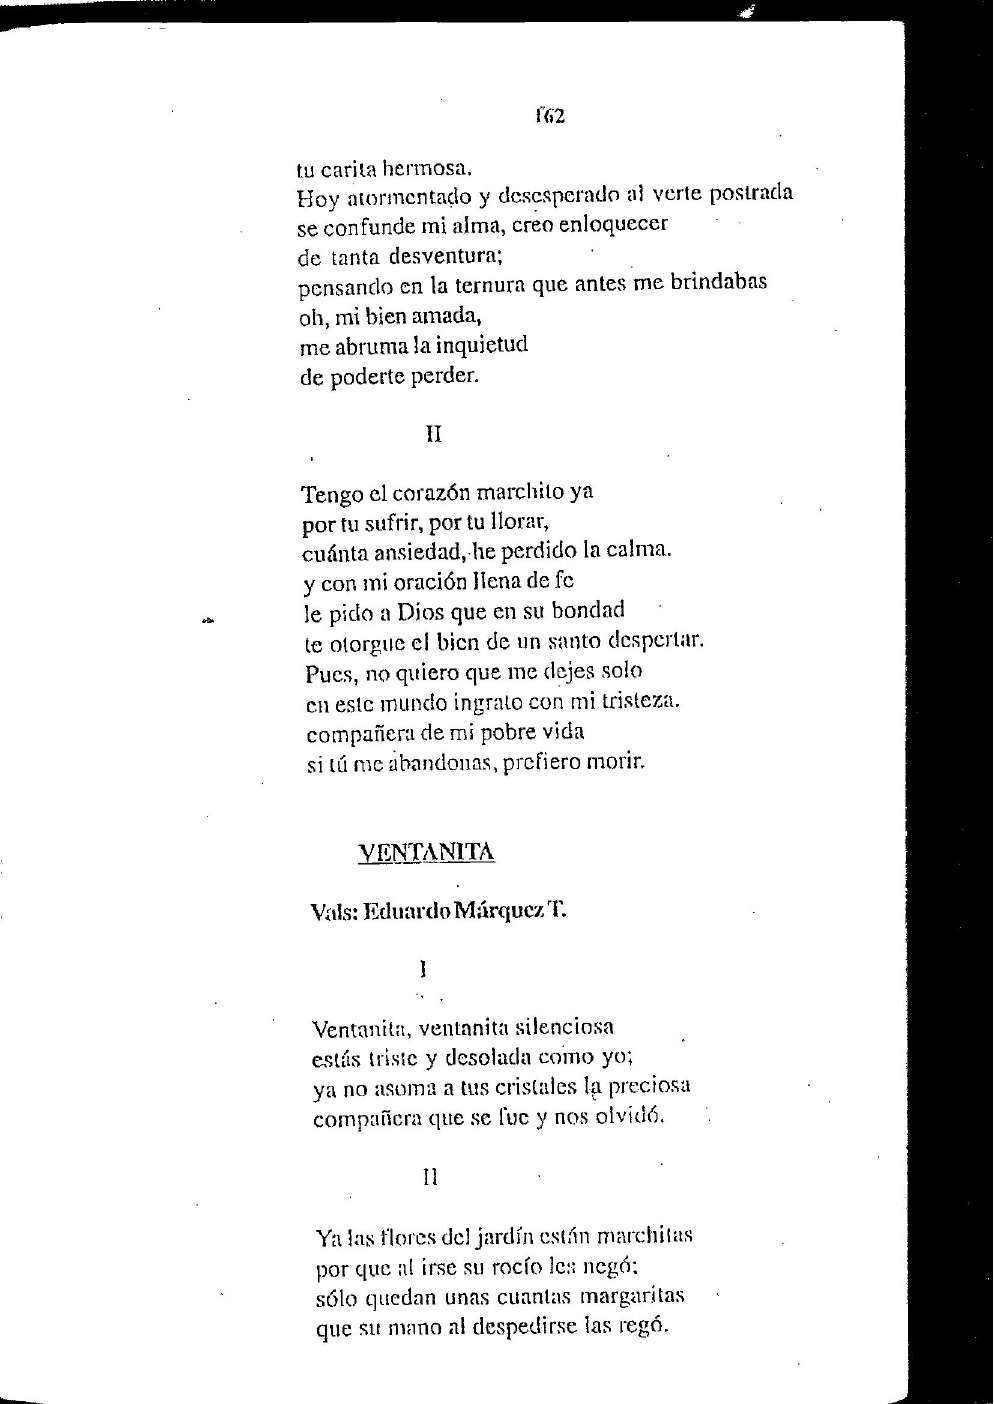 162
tu carita hermosa.
Hoy atormentado y desesperado al verte postrada
se confunde mi alma, creo enloquecer
de tanta desventura;
pensando en la ternura que antes me brindabas
oh, mi bien amada,
me abruma la inquietud
de poderte perder.
II
Tengo el corazón marchito ya
por tu sufrir, por tu llorar,
cuánta ansiedad, he perdido la calma.
y con mi oración llena de fe
le pido a Dios que en su bondad
te otorgue el bien de un santo despertar.
Pues, no quiero que me dejes solo
en este mundo ingrato con mi tristeza.
compañera de mi pobre vida
si tú me abandonas, prefiero morir.
VENTANITA
Vals: Eduardo Márquez T.
I
Ventanita, ventanita silenciosa
estás triste y desolada como yo;
ya no asoma a tus cristales la preciosa
compañera que se fue y nos olvidó.
II
Ya las flores del jardín están marchitas
por que al irse su rocío les negó;
sólo quedan unas cuantas margaritas
que su mano al despedirse las regó.